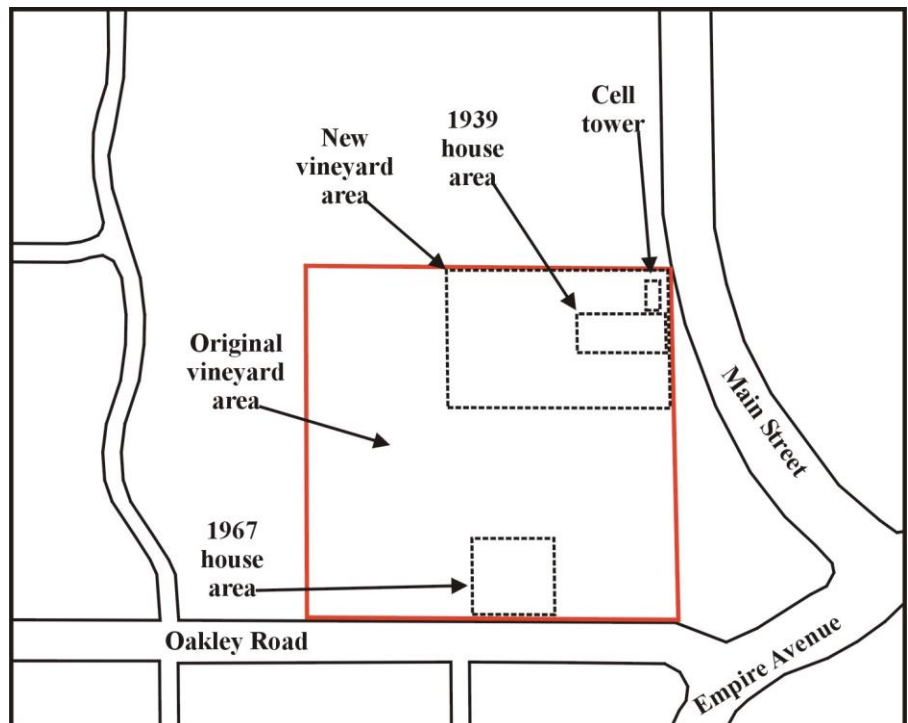 Cell
tower
1939
house
area
New
vineyard
area
Original
vineyard
area
Main Street
1967
house
area
Oakley Road
Empire Avenue